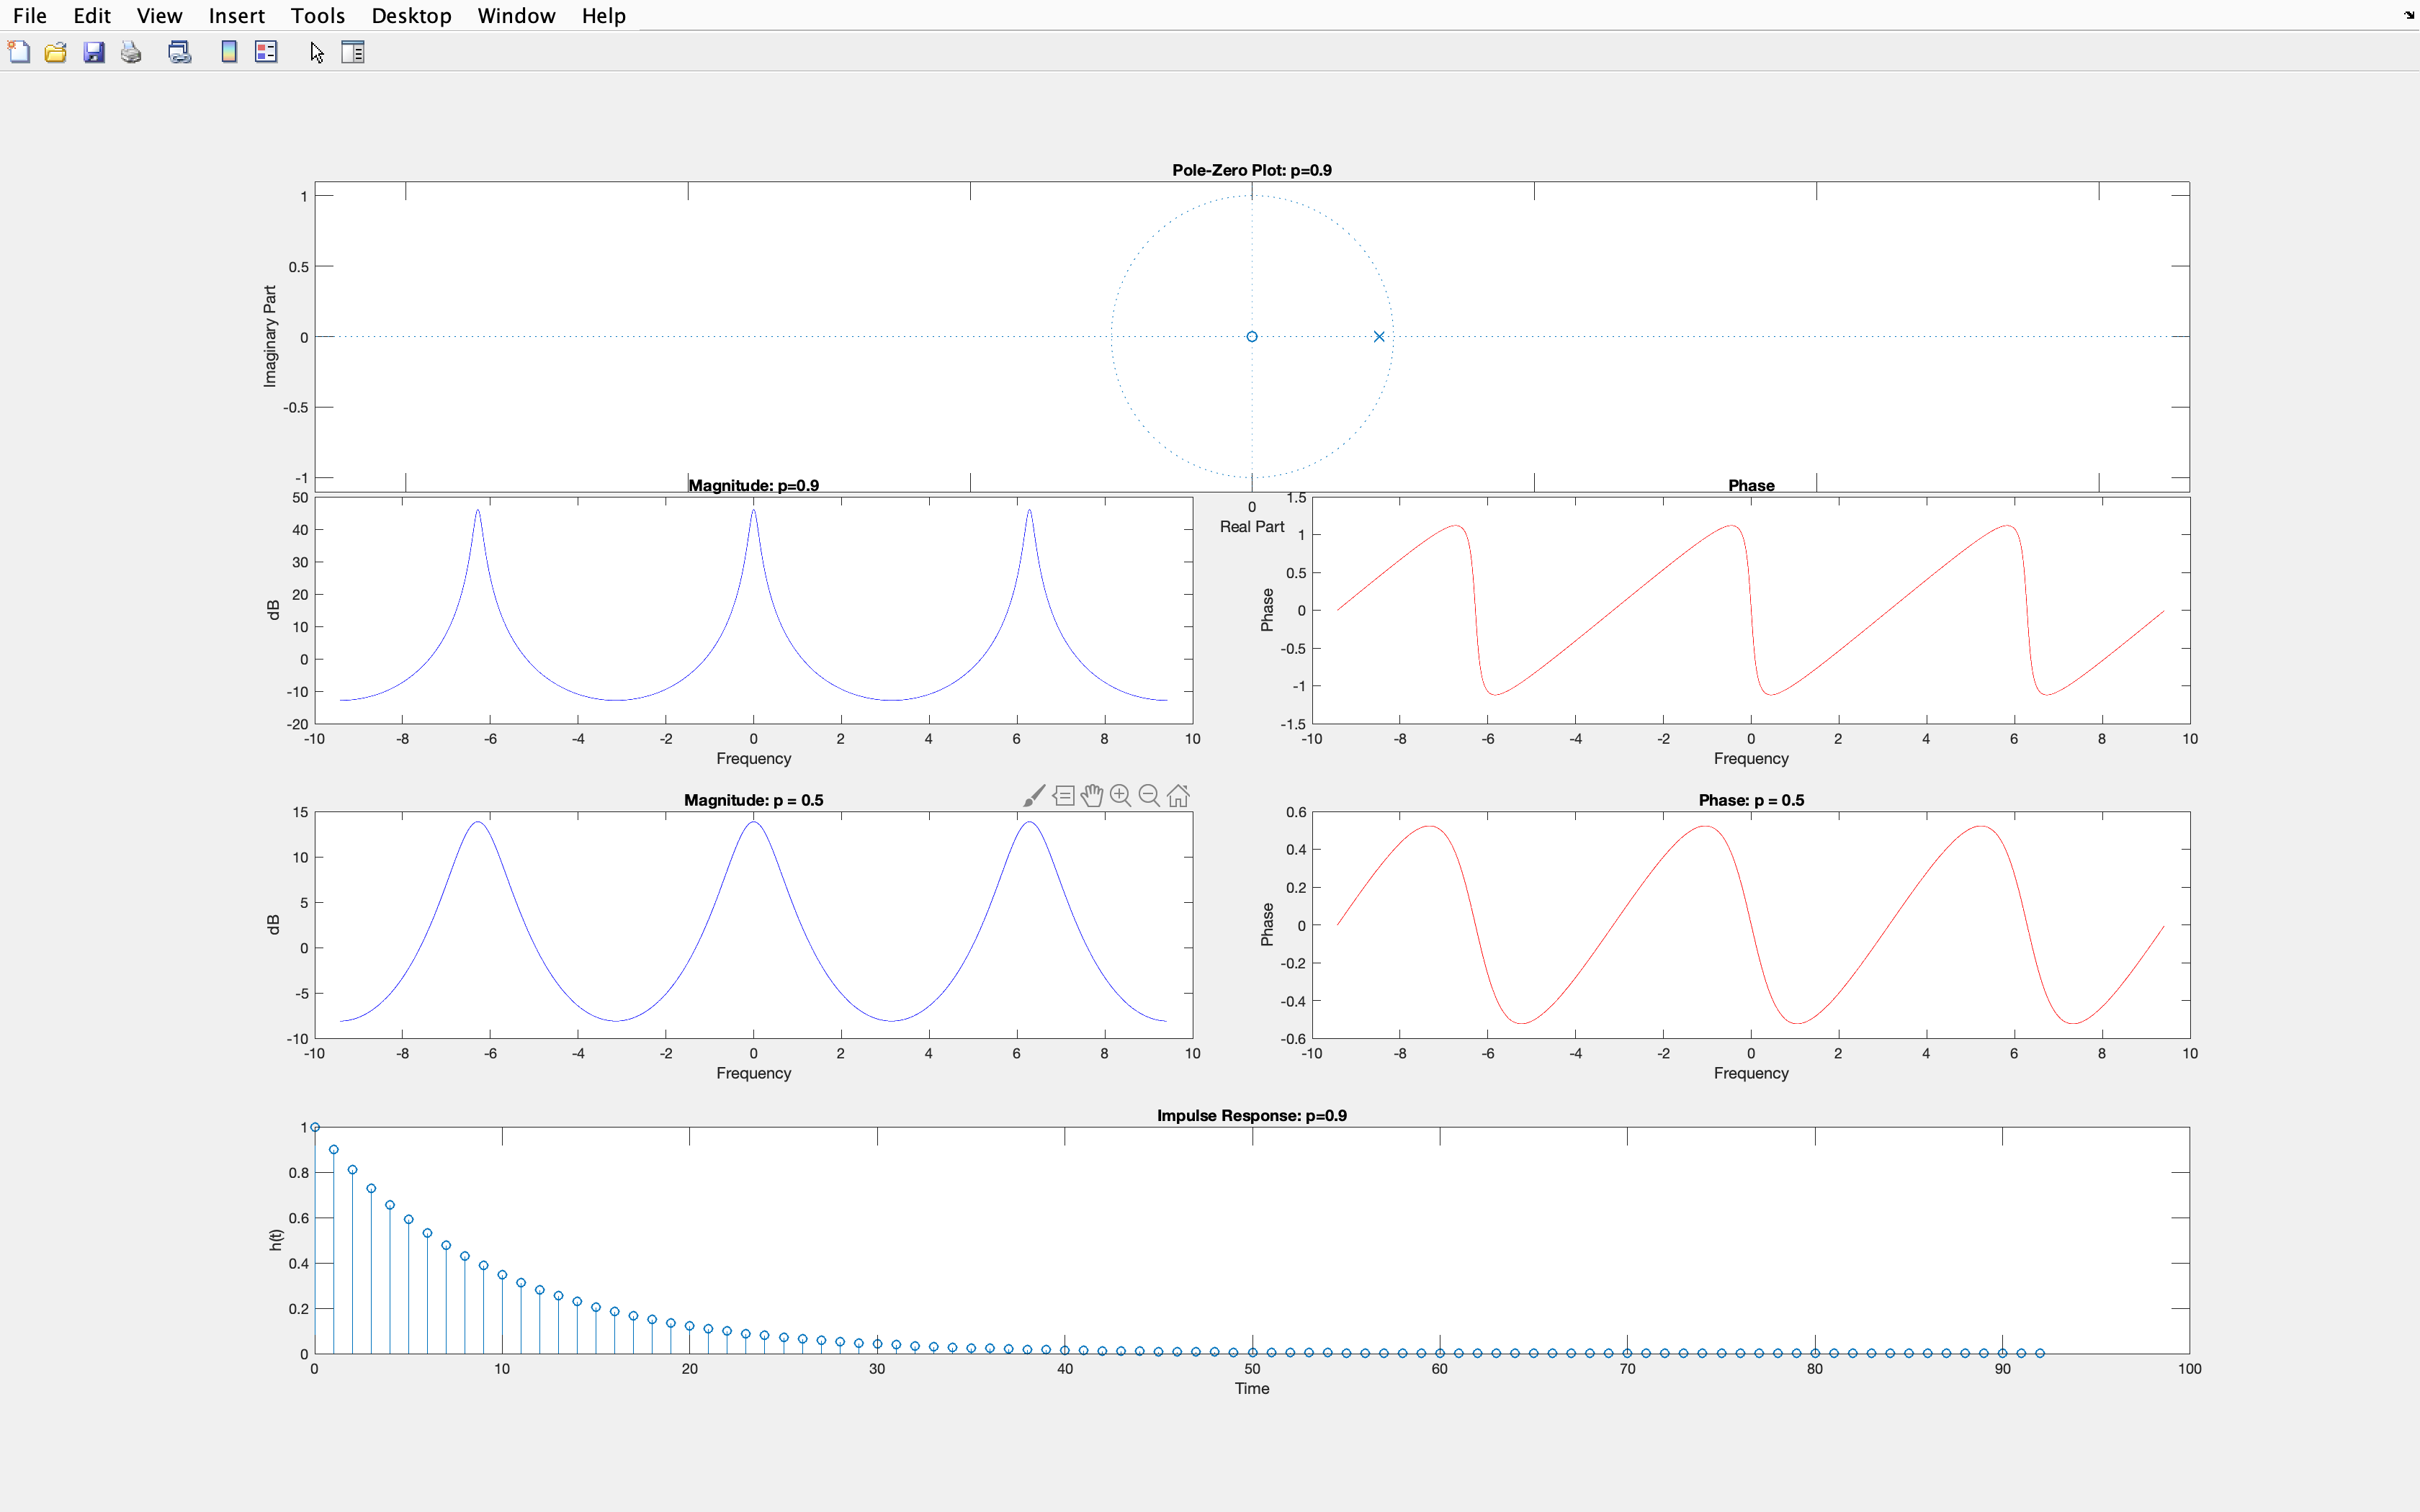 File Edit View Insert Tools Desktop Window Help
Pole-Zero Plot: p=0.9
1
0.5
0
-0.5
-1
Imaginary Part
0
Real Part
Magnitude: p=0.9
50
40
30
20
10
0
-10
-20
dB
-10 -8 -6 -4 -2 0 2 4 6 8 10
Frequency
Phase
1.5
1
0.5
0
-0.5
-1
-1.5
Phase
-10 -8 -6 -4 -2 0 2 4 6 8 10
Frequency
Magnitude: p = 0.5
15
10
5
0
-5
-10
dB
-10 -8 -6 -4 -2 0 2 4 6 8 10
Frequency
Phase: p = 0.5
0.6
0.4
0.2
0
-0.2
-0.4
-0.6
Phase
-10 -8 -6 -4 -2 0 2 4 6 8 10
Frequency
Impulse Response: p=0.9
1
0.8
0.6
0.4
0.2
0
h(t)
0 10 20 30 40 50 60 70 80 90 100
Time